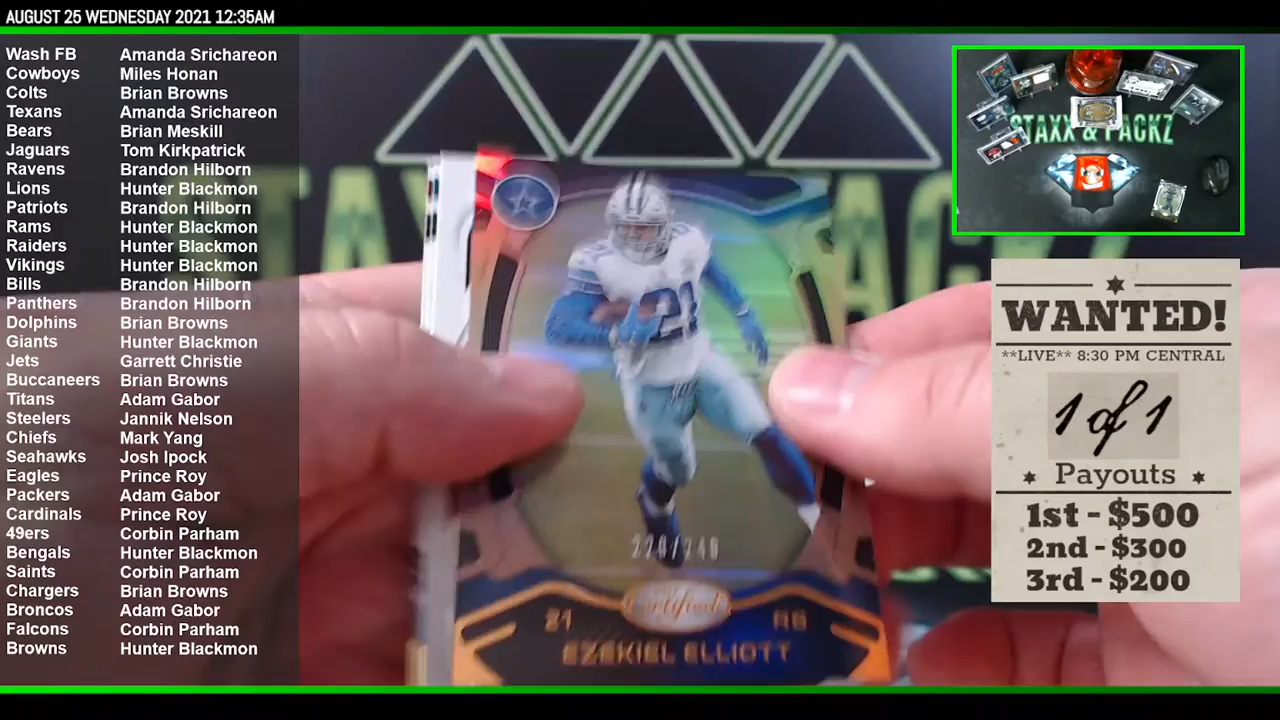 AUGUST 25 WEDNESDAY 2021 12:35AM
Wash FB Amanda Srichareon
Cowboys Miles Honan
Colts Brian Browns
Texans Amanda Srichareon
Bears Brian Meskill
Jaguars Tom Kirkpatrick
Ravens Brandon Hilborn
Lions Hunter Blackmon
Patriots Brandon Hilborn
Rams Hunter Blackmon
Raiders Hunter Blackmon
Vikings Hunter Blackmon
Bills Brandon Hilborn
Panthers Brandon Hilborn
Dolphins Brian Browns
Giants Hunter Blackmon
Jets Garrett Christie
Buccaneers Brian Browns
Titans Adam Gabor
Steelers Jannik Nelson
Chiefs Mark Yang
Seahawks Josh Ipock
Eagles Prince Roy
Packers Adam Gabor
Cardinals Prince Roy
49ers Corbin Parham
Bengals Hunter Blackmon
Saints Corbin Parham
Chargers Brian Browns
Broncos Adam Gabor
Falcons Corbin Parham
Browns Hunter Blackmon
21
Certified
21 RB
EZEKIEL ELLIOTT
STAXX & PACKZ
WANTED!
**LIVE** 8:30 PM CENTRAL
1 of 1
Payouts
1st - $500
2nd - $300
3rd - $200